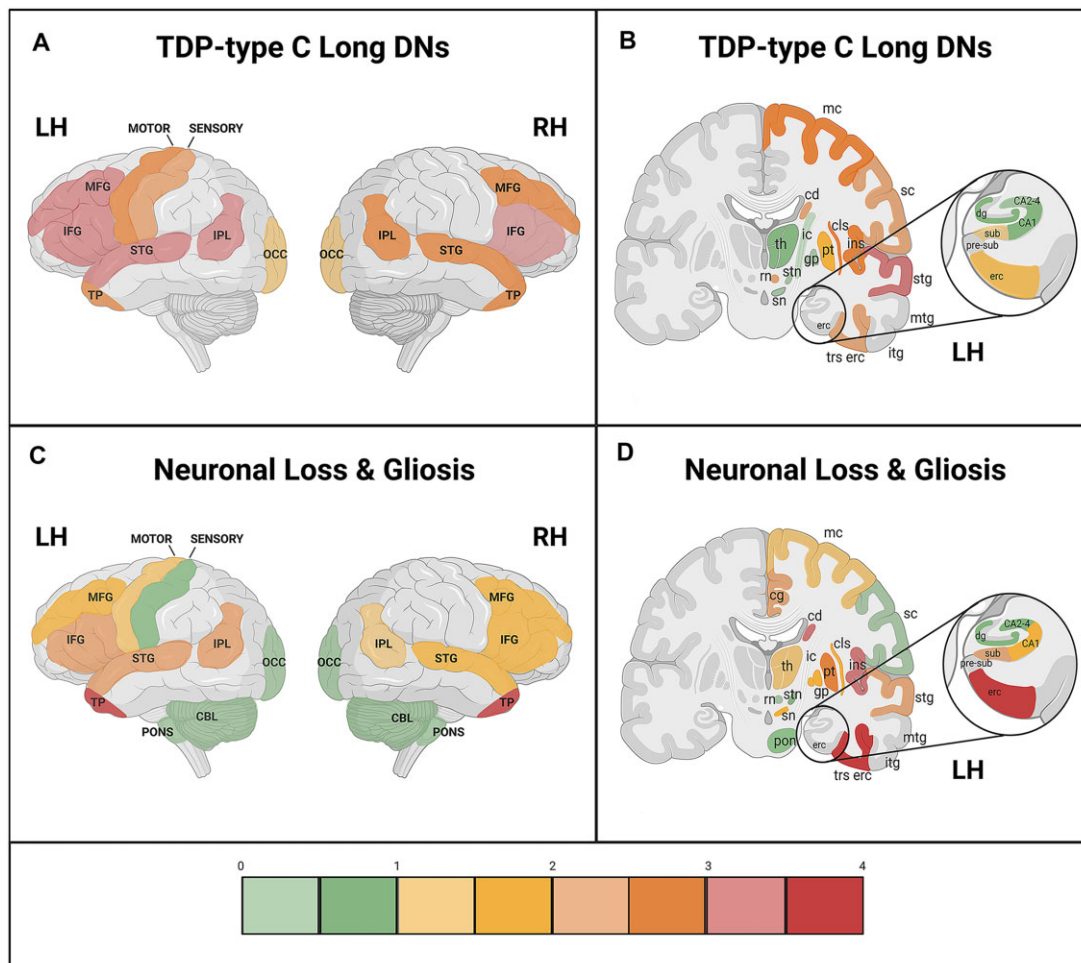 A
TDP-type C Long DNs
LH
MOTOR
SENSORY
RH
MFG
IFG
STG
IPL
TP
OCC
MFG
IPL
IFG
STG
OCC
TP
B
TDP-type C Long DNs
mc
sc
cd
ic
cls
th
pt
ins
gp
rn
stn
sn
stg
mtg
erc
trs erc
itg
LH
CA2-4
dg
CA1
sub
pre-sub
erc
C
Neuronal Loss & Gliosis
LH
MOTOR
SENSORY
RH
MFG
IFG
STG
IPL
TP
OCC
CBL
PONS
MFG
IPL
IFG
STG
OCC
TP
CBL
PONS
D
Neuronal Loss & Gliosis
mc
cg
sc
cd
ic
cls
th
pt
ins
gp
rn
stn
sn
stg
pon
mtg
erc
trs erc
itg
LH
CA2-4
dg
CA1
sub
pre-sub
erc
0 1 2 3 4